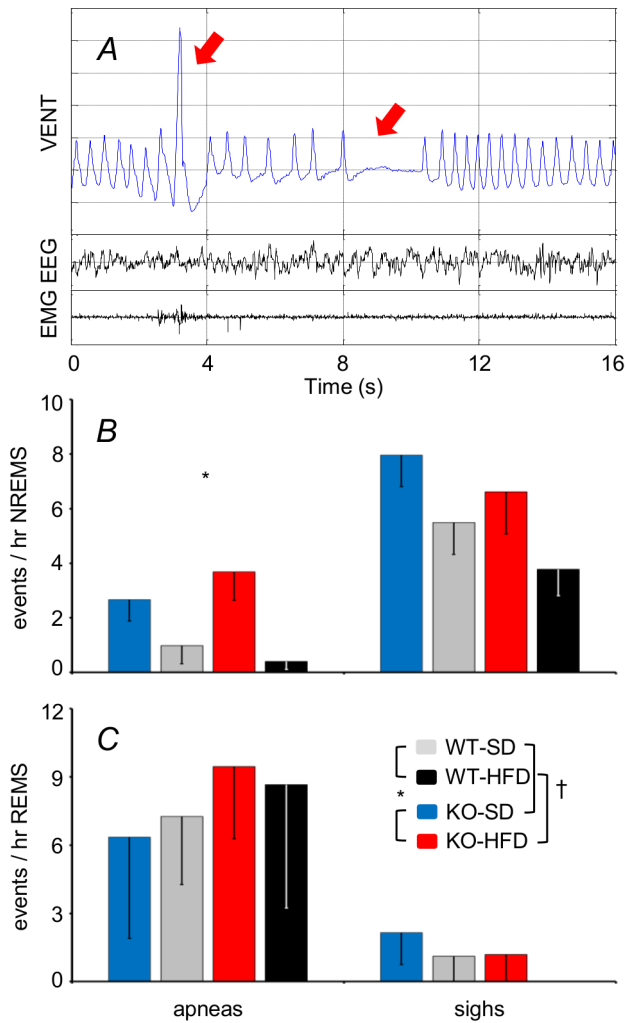 A
VENT
EEG
EMG
0 4 8 12 16
Time (s)
B
events / hr NREMS
10
8
6
4
2
0
*
C
events / hr REMS
12
9
6
3
0
WT-SD
WT-HFD
*
KO-SD
KO-HFD
†
apneas sighs